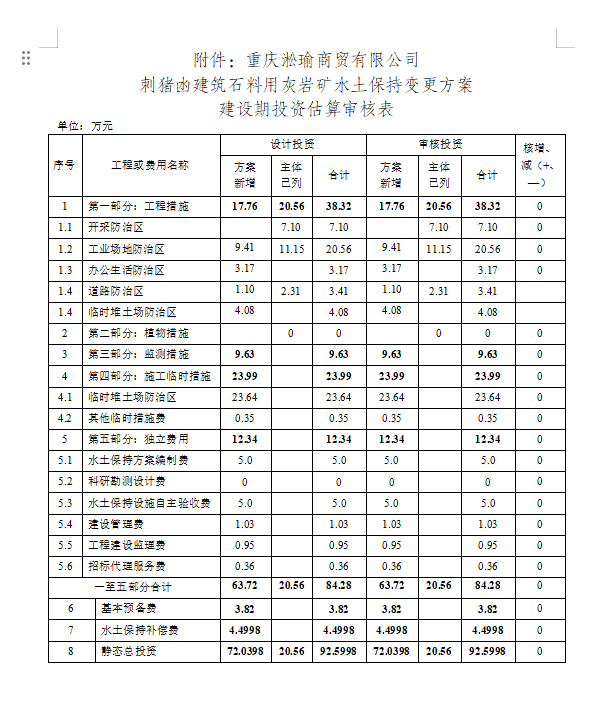 附件：重庆淞瑜商贸有限公司
刺猪凼建筑石料用灰岩矿水土保持变更方案
建设期投资估算审核表
单位：万元
序号 工程或费用名称 设计投资 审核投资 核增、减（+、—）
方案新增 主体已列 合计 方案新增 主体已列 合计
1 第一部分：工程措施 17.76 20.56 38.32 17.76 20.56 38.32 0
1.1 开采防治区 7.10 7.10 7.10 7.10 0
1.2 工业场地防治区 9.41 11.15 20.56 9.41 11.15 20.56 0
1.3 办公生活防治区 3.17 3.17 3.17 3.17 0
1.4 道路防治区 1.10 2.31 3.41 1.10 2.31 3.41
1.4 临时堆土场防治区 4.08 4.08 4.08 4.08
2 第二部分：植物措施 0 0 0 0 0
3 第三部分：监测措施 9.63 9.63 9.63 9.63 0
4 第四部分：施工临时措施 23.99 23.99 23.99 23.99 0
4.1 临时堆土场防治区 23.64 23.64 23.64 23.64 0
4.2 其他临时措施费 0.35 0.35 0.35 0.35 0
5 第五部分：独立费用 12.34 12.34 12.34 12.34 0
5.1 水土保持方案编制费 5.0 5.0 5.0 5.0 0
5.2 科研勘测设计费 0 0 0 0 0
5.3 水土保持设施自主验收费 5.0 5.0 5.0 5.0 0
5.4 建设管理费 1.03 1.03 1.03 1.03 0
5.5 工程建设监理费 0.95 0.95 0.95 0.95 0
5.6 招标代理服务费 0.36 0.36 0.36 0.36 0
一至五部分合计 63.72 20.56 84.28 63.72 20.56 84.28 0
6 基本预备费 3.82 3.82 3.82 3.82 0
7 水土保持补偿费 4.4998 4.4998 4.4998 4.4998 0
8 静态总投资 72.0398 20.56 92.5998 72.0398 20.56 92.5998 0